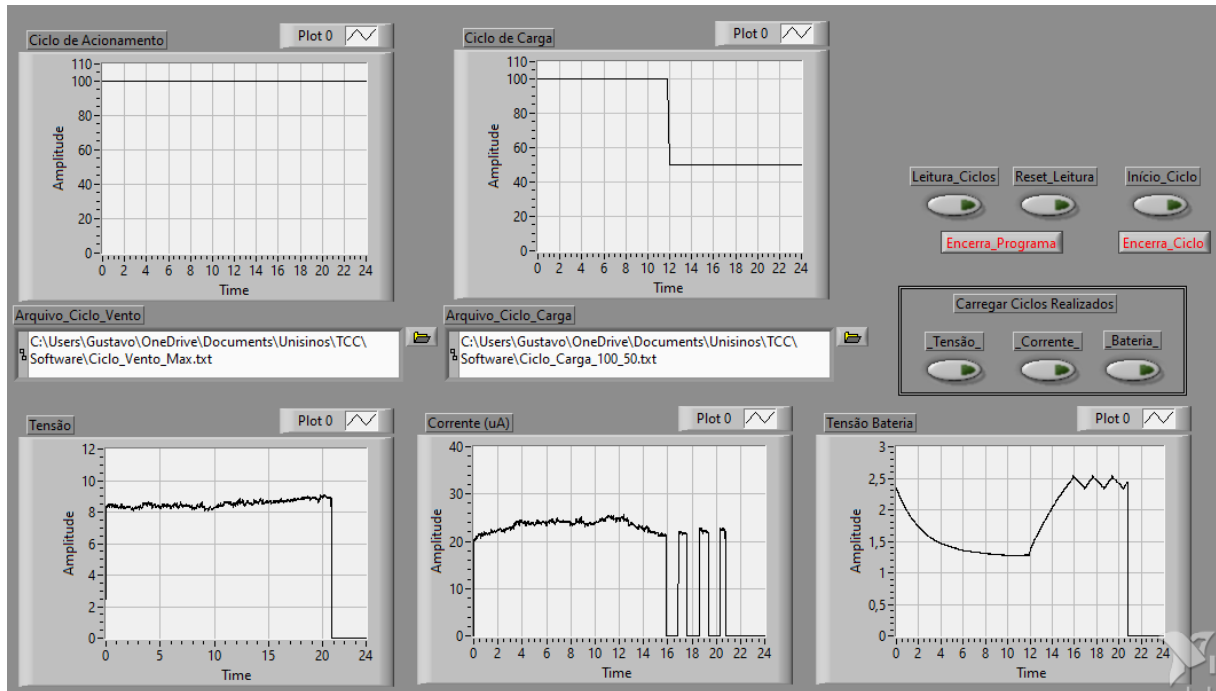 Ciclo de Acionamento
Plot 0
110
100
80
60
40
20
0
Amplitude
0 2 4 6 8 10 12 14 16 18 20 22 24
Time
Ciclo de Carga
Plot 0
110
100
80
60
40
20
0
Amplitude
0 2 4 6 8 10 12 14 16 18 20 22 24
Time
Leitura_Ciclos
Reset_Leitura
Início_Ciclo
Encerra_Programa
Encerra_Ciclo
Arquivo_Ciclo_Vento
C:\Users\Gustavo\OneDrive\Documents\Unisinos\TCC\
Software\Ciclo_Vento_Max.txt
Arquivo_Ciclo_Carga
C:\Users\Gustavo\OneDrive\Documents\Unisinos\TCC\
Software\Ciclo_Carga_100_50.txt
Carregar Ciclos Realizados
_Tensão_
_Corrente_
_Bateria_
Tensão
Plot 0
12
10
8
6
4
2
0
Amplitude
0 5 10 15 20 24
Time
Corrente (uA)
Plot 0
40
30
20
10
0
Amplitude
0 2 4 6 8 10 12 14 16 18 20 22 24
Time
Tensão Bateria
Plot 0
3
2,5
2
1,5
1
0,5
0
Amplitude
0 2 4 6 8 10 12 14 16 18 20 22 24
Time